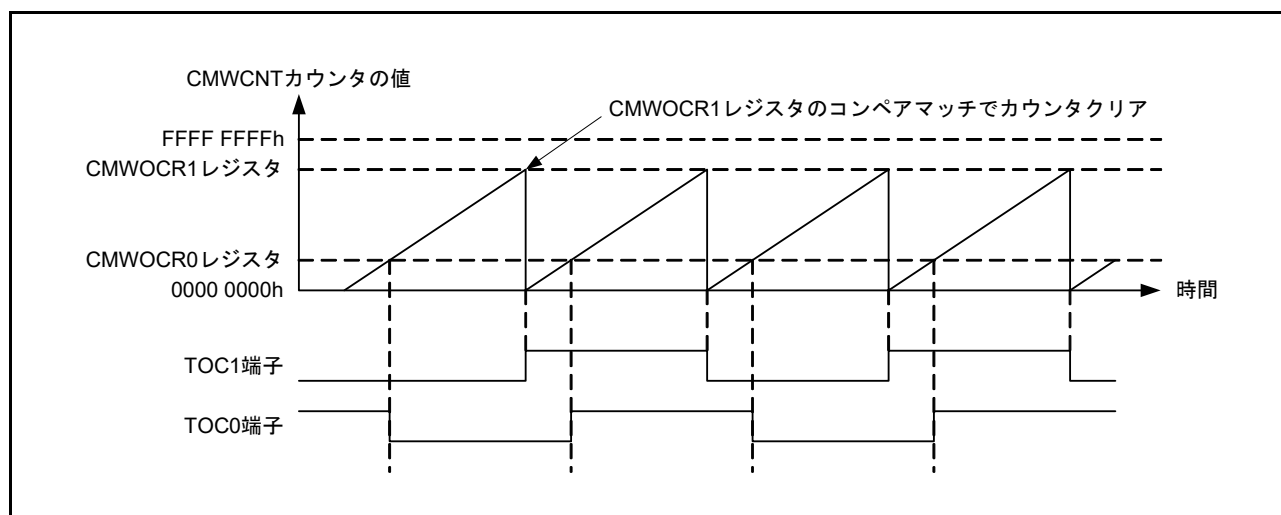 CMWCNTカウンタの値
CMWOCR1レジスタのコンペアマッチでカウンタクリア
FFFF FFFFh
CMWOCR1レジスタ
CMWOCR0レジスタ
0000 0000h
時間
TOC1端子
TOC0端子